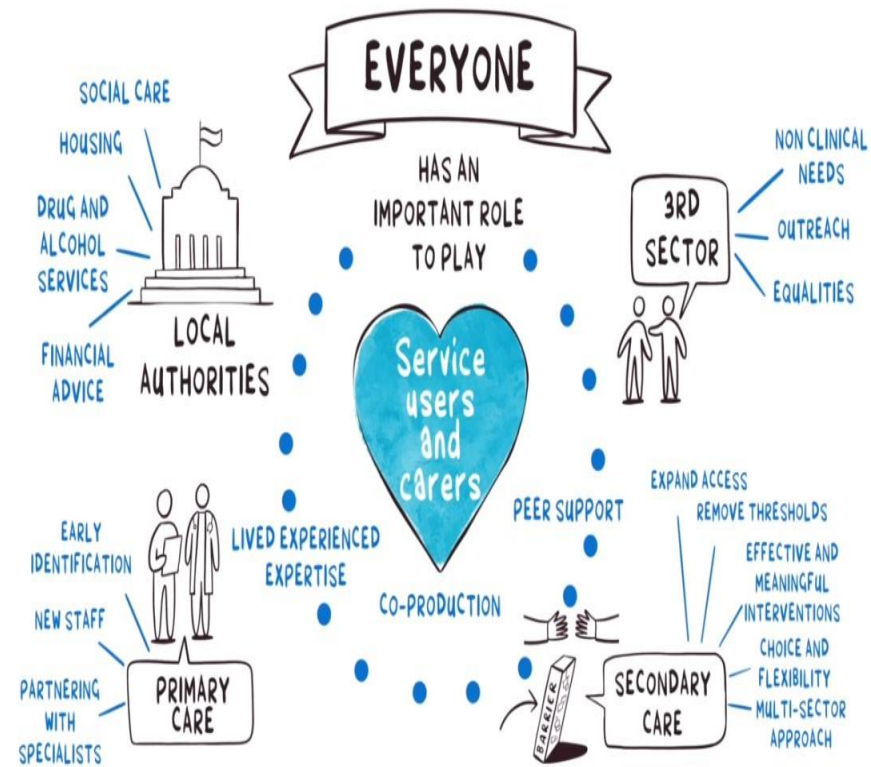 EVERYONE
HAS AN
IMPORTANT ROLE
TO PLAY
SOCIAL CARE
HOUSING
DRUG AND
ALCOHOL
SERVICES
FINANCIAL
ADVICE
LOCAL
AUTHORITIES
3RD
SECTOR
NON CLINICAL
NEEDS
OUTREACH
EQUALITIES
Service
users
and
carers
LIVED EXPERIENCED
EXPERTISE
CO-PRODUCTION
PEER SUPPORT
EARLY
IDENTIFICATION
NEW STAFF
PARTNERING
WITH
SPECIALISTS
PRIMARY
CARE
BARRIER
SECONDARY
CARE
EXPAND ACCESS
REMOVE THRESHOLDS
EFFECTIVE AND
MEANINGFUL
INTERVENTIONS
CHOICE AND
FLEXIBILITY
MULTI-SECTOR
APPROACH